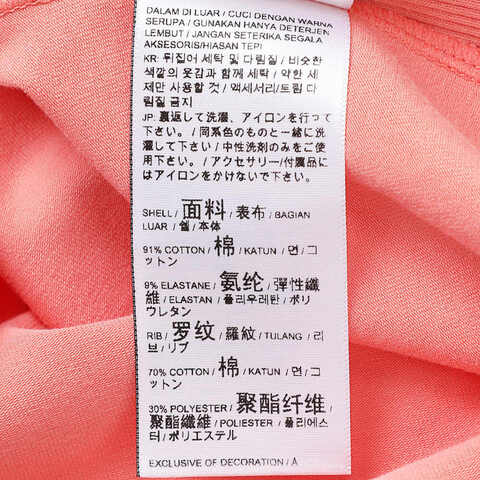 DALAM DI LUAR / CUCI DENGAN WARNA
SERUPA / GUNAKAN HANYA DETERJEN
LEMBUT / JANGAN SETERIKA SEGALA
AKSESORIS/HIASAN TEPI
KR: 뒤집어 세탁 및 다림질 / 비슷한
색깔의 옷감과 함께 세탁 / 약한 세
제만 사용할 것 / 액세서리/트림 다
림질 금지
JP: 裏返して洗濯、アイロンを行って下
下さい。 / 同系色のものと一緒に洗
濯して下さい / 中性洗剤のみをご使
用下さい。 / アクセサリー/付属品に
はアイロンをかけないで下さい。
SHELL / 面料 / 表布 / BAGIAN
LUAR / 쉘 / 本体
91% COTTON / 棉 / KATUN / 면 / コ
ットン
9% ELASTANE / 氨纶 / 彈性纖
維 / ELASTAN / 폴리우레탄 / ポリ
ウレタン
RIB / 罗纹 / 羅紋 / TULANG / 리
브 / リブ
70% COTTON / 棉 / KATUN / 면 / コ
ットン
30% POLYESTER / 聚酯纤维 /
聚酯纖維 / POLIESTER / 폴리에스
터 / ポリエステル
EXCLUSIVE OF DECORATION / A